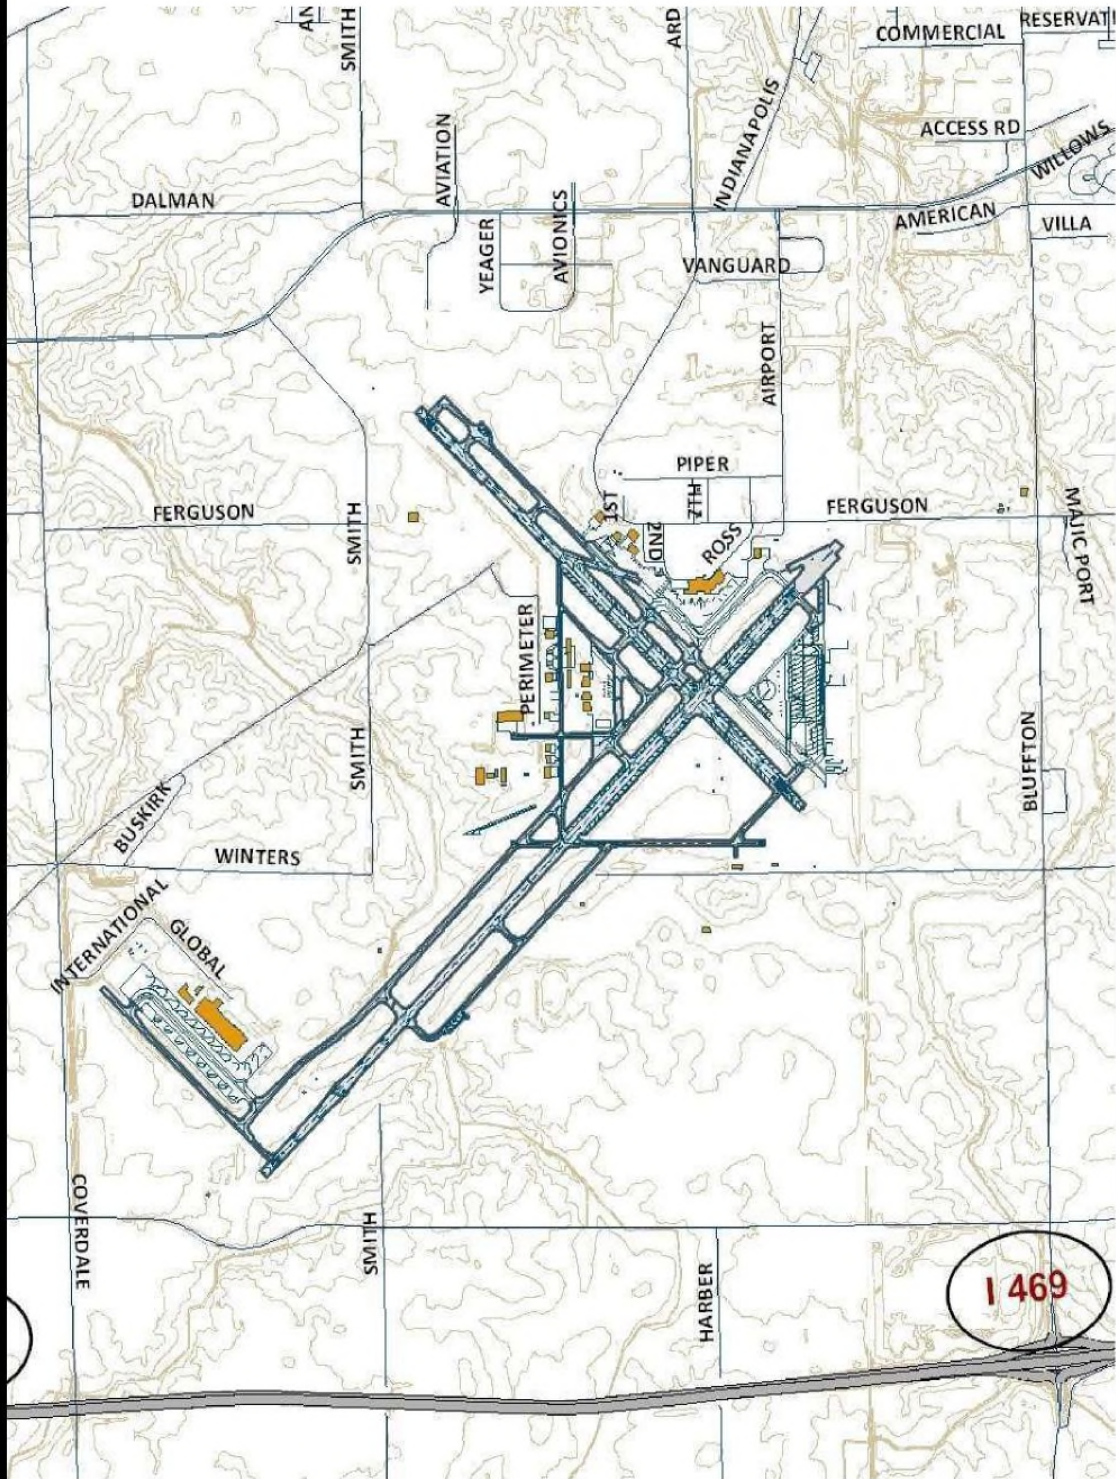 AN
SMITH
ARD
COMMERCIAL
RESERVATI
INDIANAPOLIS
ACCESS RD
WILLOWS
AVIATION
DALMAN
YEAGER
AVIONICS
AMERICAN
VILLA
VANGUARD
AIRPORT
PIPER
FERGUSON
SMITH
1ST
2ND
7TH
ROSS
FERGUSON
MAJIC PORT
PERIMETER
SMITH
BLUFFTON
BUSKIRK
WINTERS
INTERNATIONAL
GLOBAL
COVERDALE
SMITH
HARBER
I 469